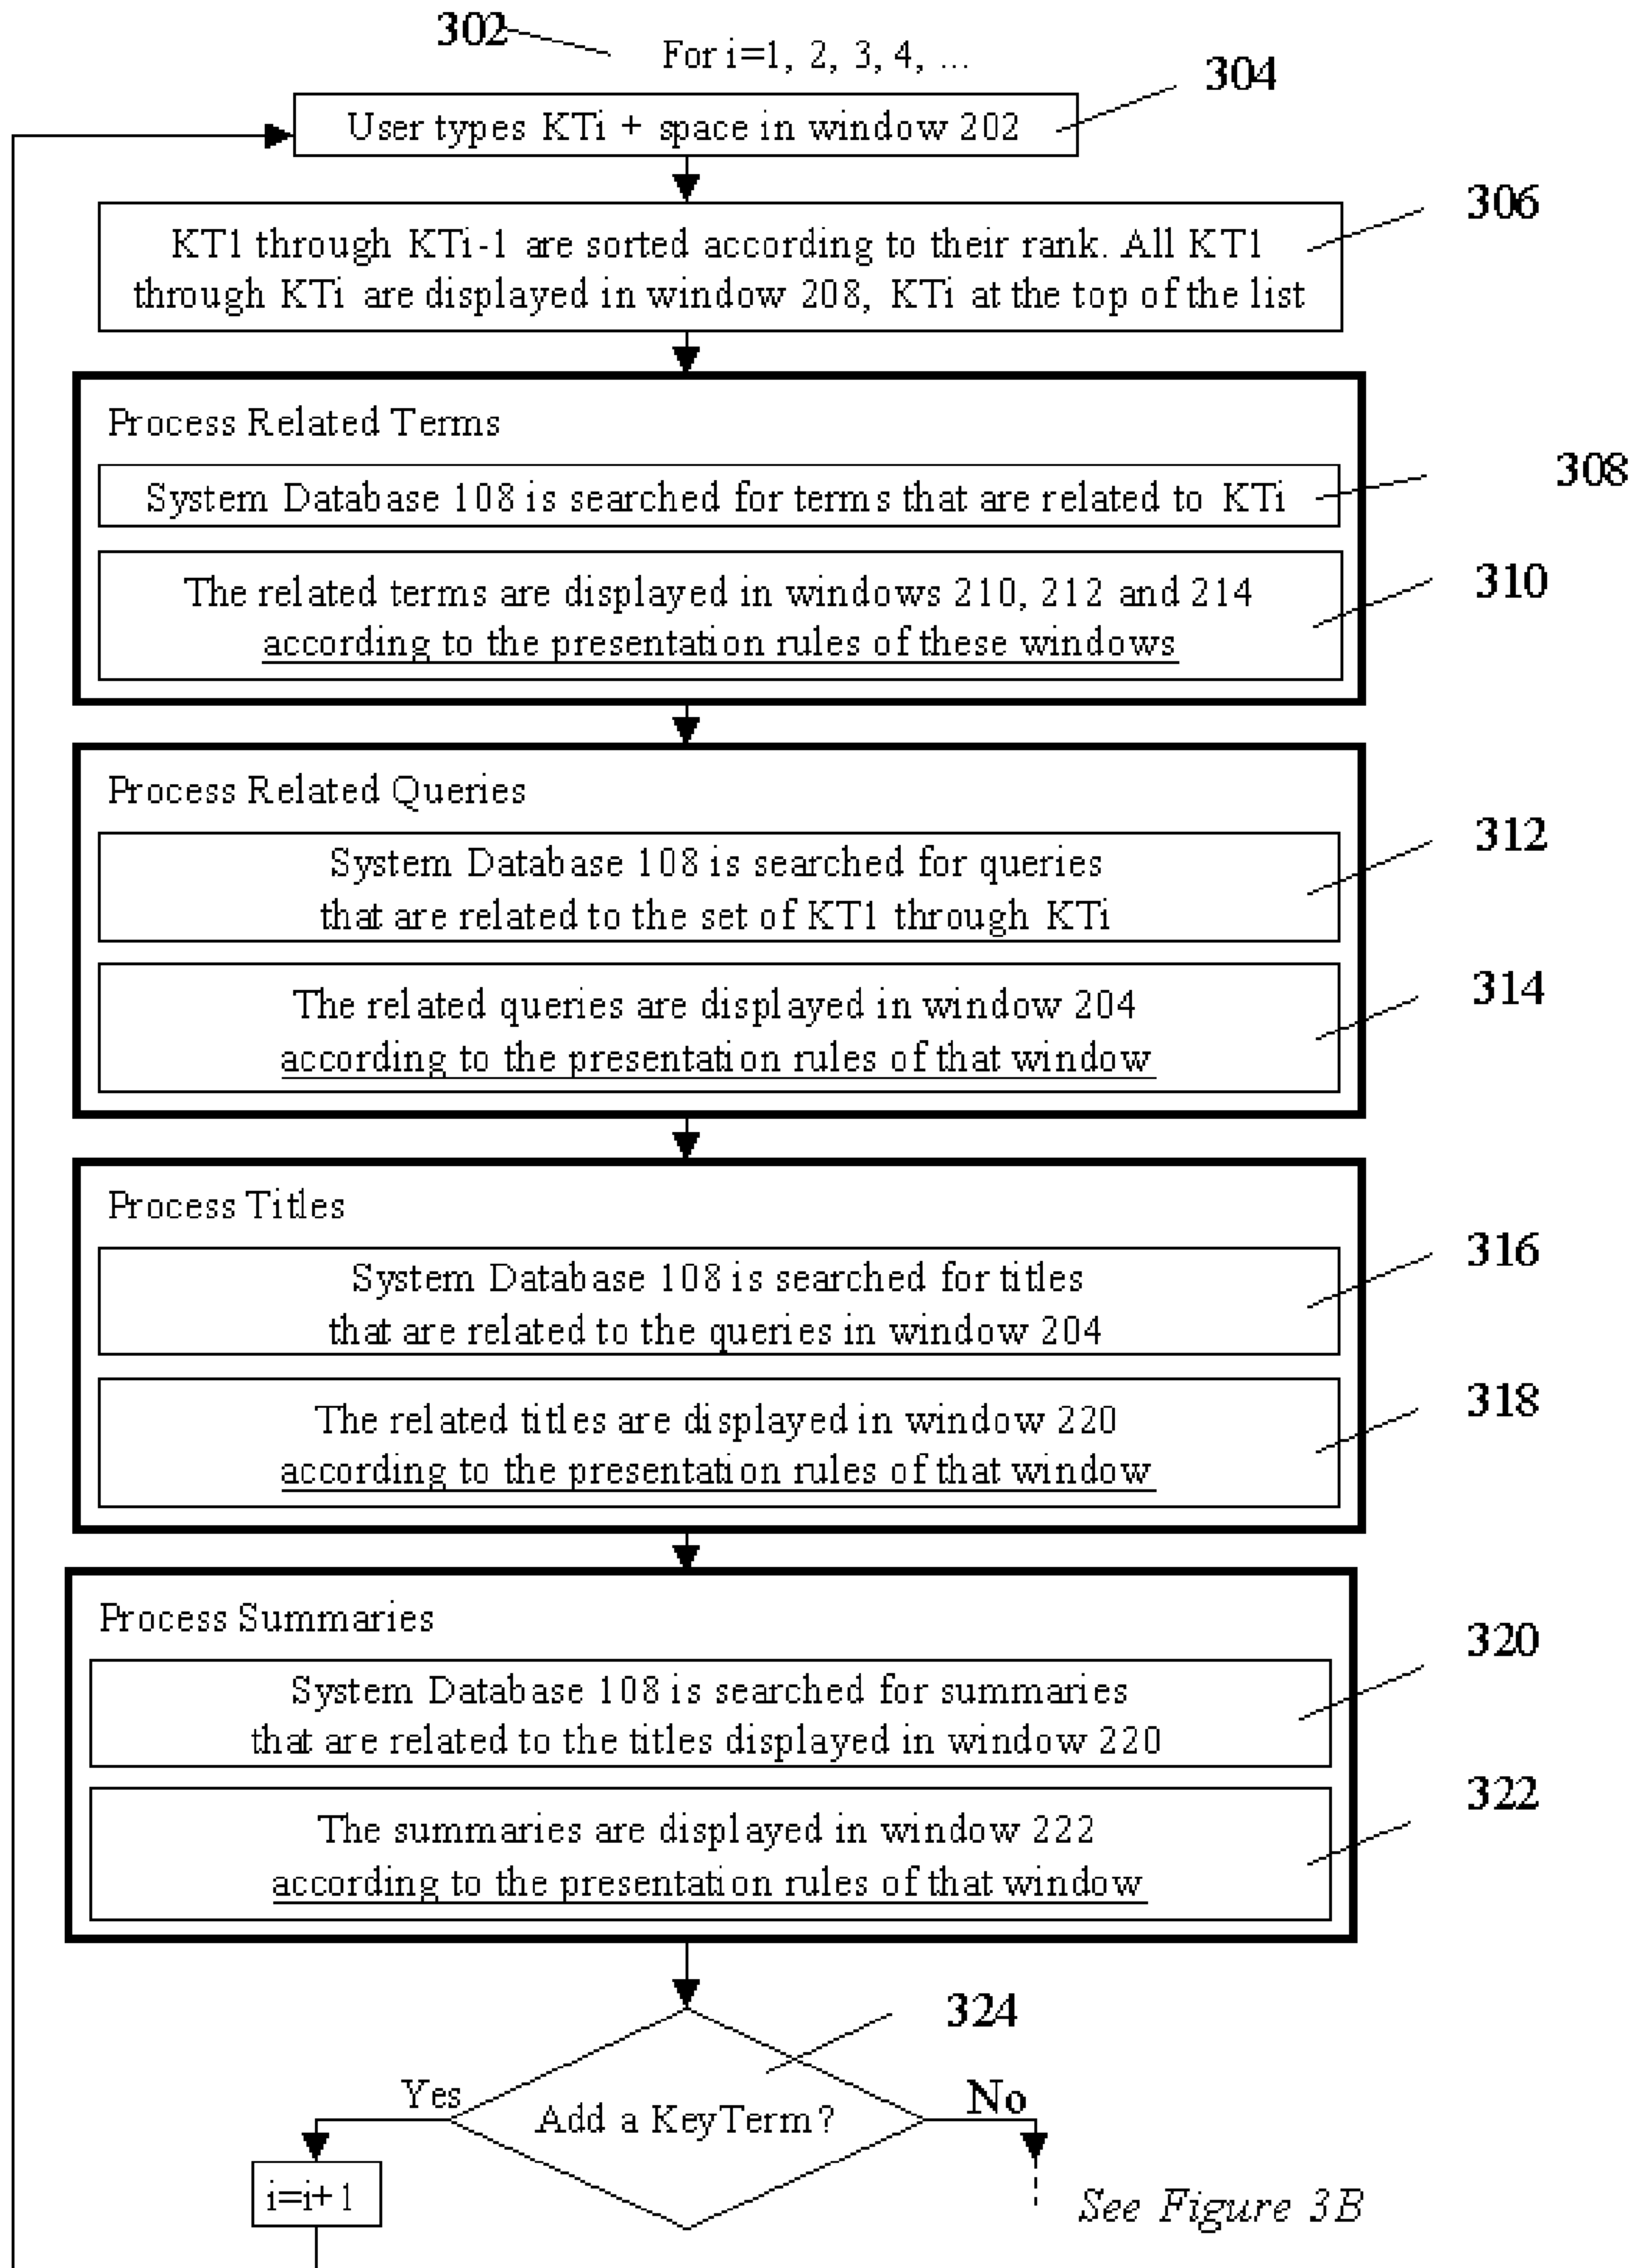 302
For i=1, 2, 3, 4, ...
304
User types KTi + space in window 202
306
KT1 through KTi-1 are sorted according to their rank. All KT1
through KTi are displayed in window 208, KTi at the top of the list
Process Related Terms
308
System Database 108 is searched for terms that are related to KTi
310
The related terms are displayed in windows 210, 212 and 214
according to the presentation rules of these windows
Process Related Queries
312
System Database 108 is searched for queries
that are related to the set of KT1 through KTi
314
The related queries are displayed in window 204
according to the presentation rules of that window
Process Titles
316
System Database 108 is searched for titles
that are related to the queries in window 204
318
The related titles are displayed in window 220
according to the presentation rules of that window
Process Summaries
320
System Database 108 is searched for summaries
that are related to the titles displayed in window 220
322
The summaries are displayed in window 222
according to the presentation rules of that window
324
Yes
Add a KeyTerm?
No
i=i+1
See Figure 3B